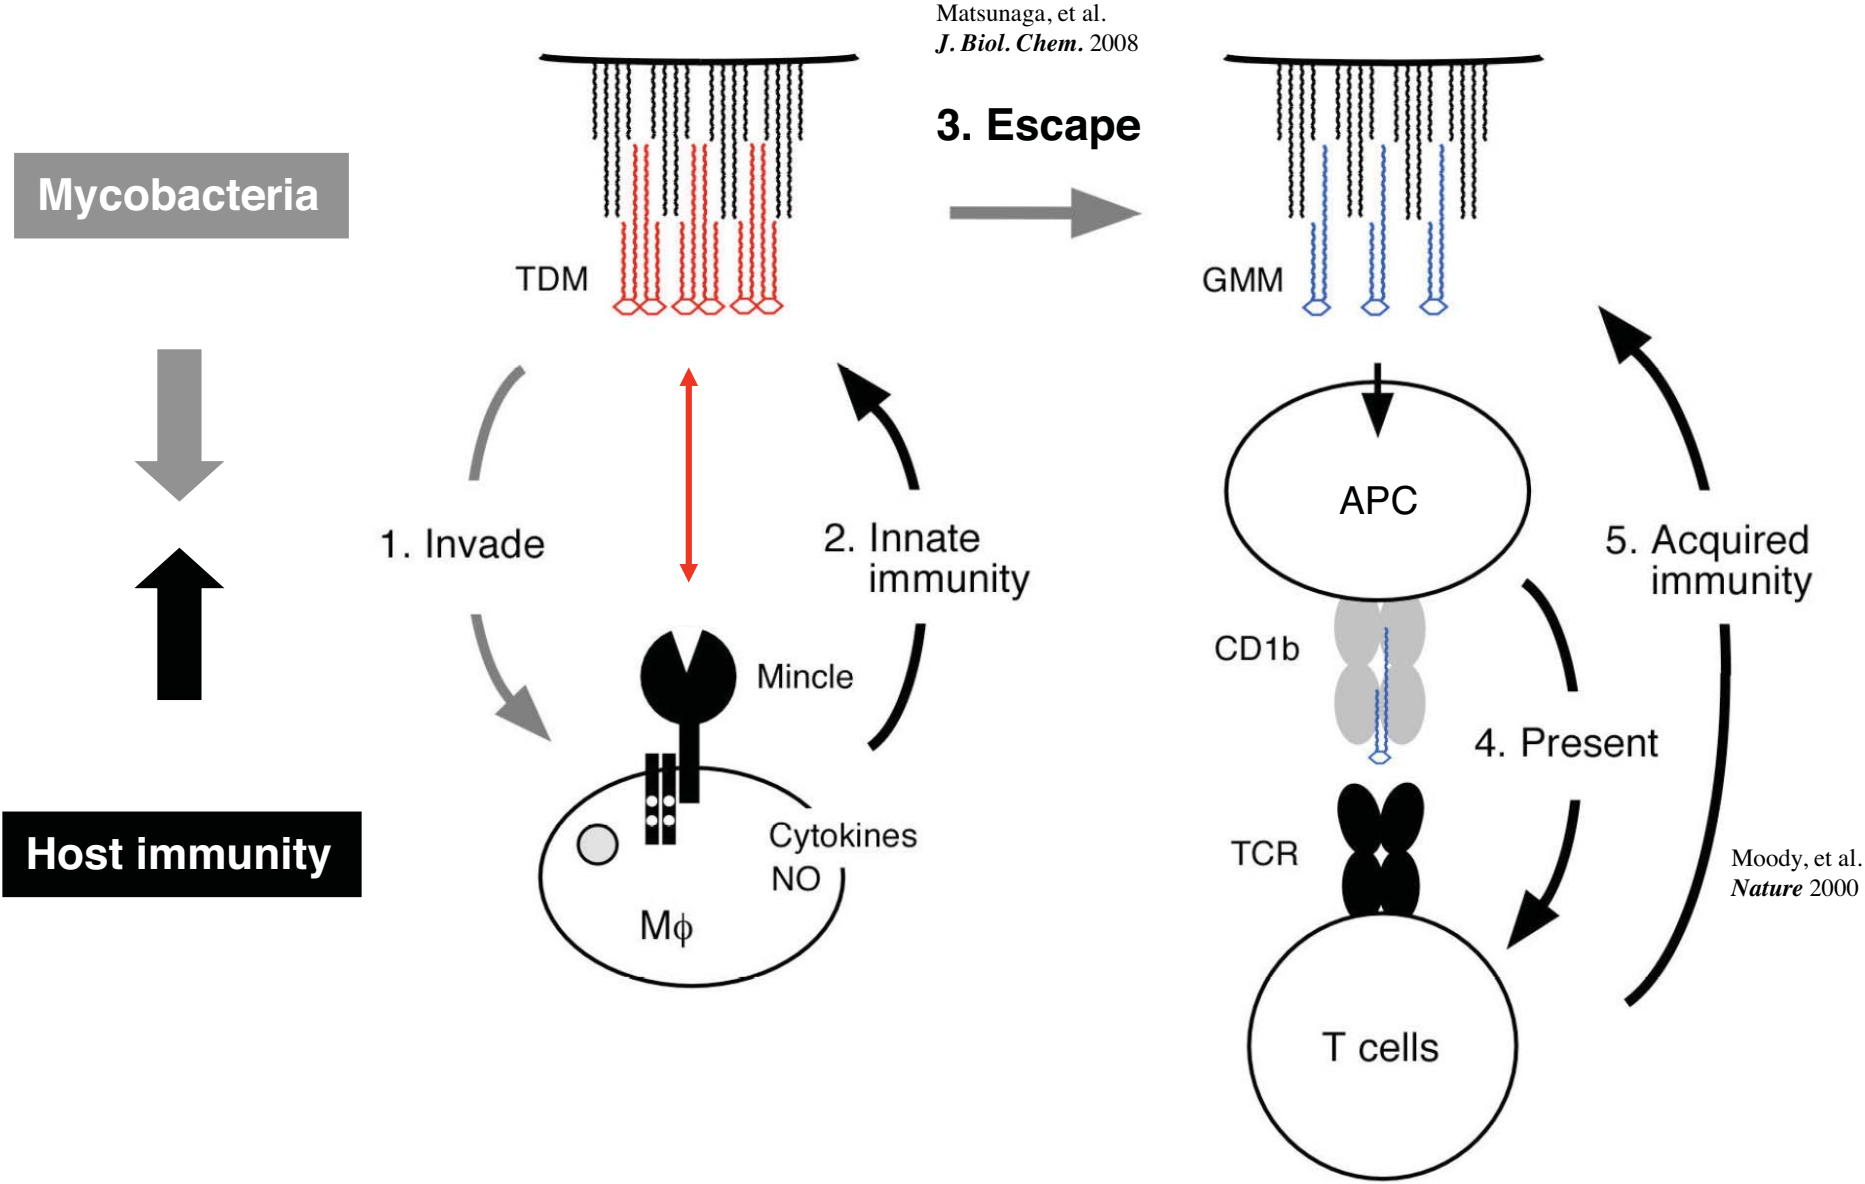 Matsunaga, et al.
J. Biol. Chem. 2008
3. Escape
Mycobacteria
TDM
GMM
1. Invade
2. Innate
immunity
APC
5. Acquired
immunity
Mincle
CD1b
4. Present
Host immunity
Cytokines
NO
Mϕ
TCR
Moody, et al.
Nature 2000
T cells